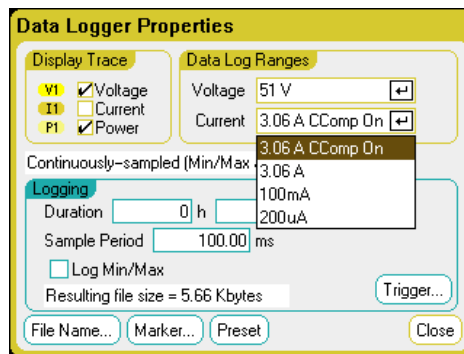 Data Logger Properties
Display Trace
Data Log Ranges
V1 Voltage
I1 Current
P1 Power
Voltage 51 V
Current 3.06 A CComp On
3.06 A CComp On
3.06 A
100mA
200uA
Continuously-sampled (Min/Max
Logging
Duration 0 h
Sample Period 100.00 ms
Log Min/Max
Resulting file size = 5.66 Kbytes
Trigger...
File Name... Marker... Preset Close